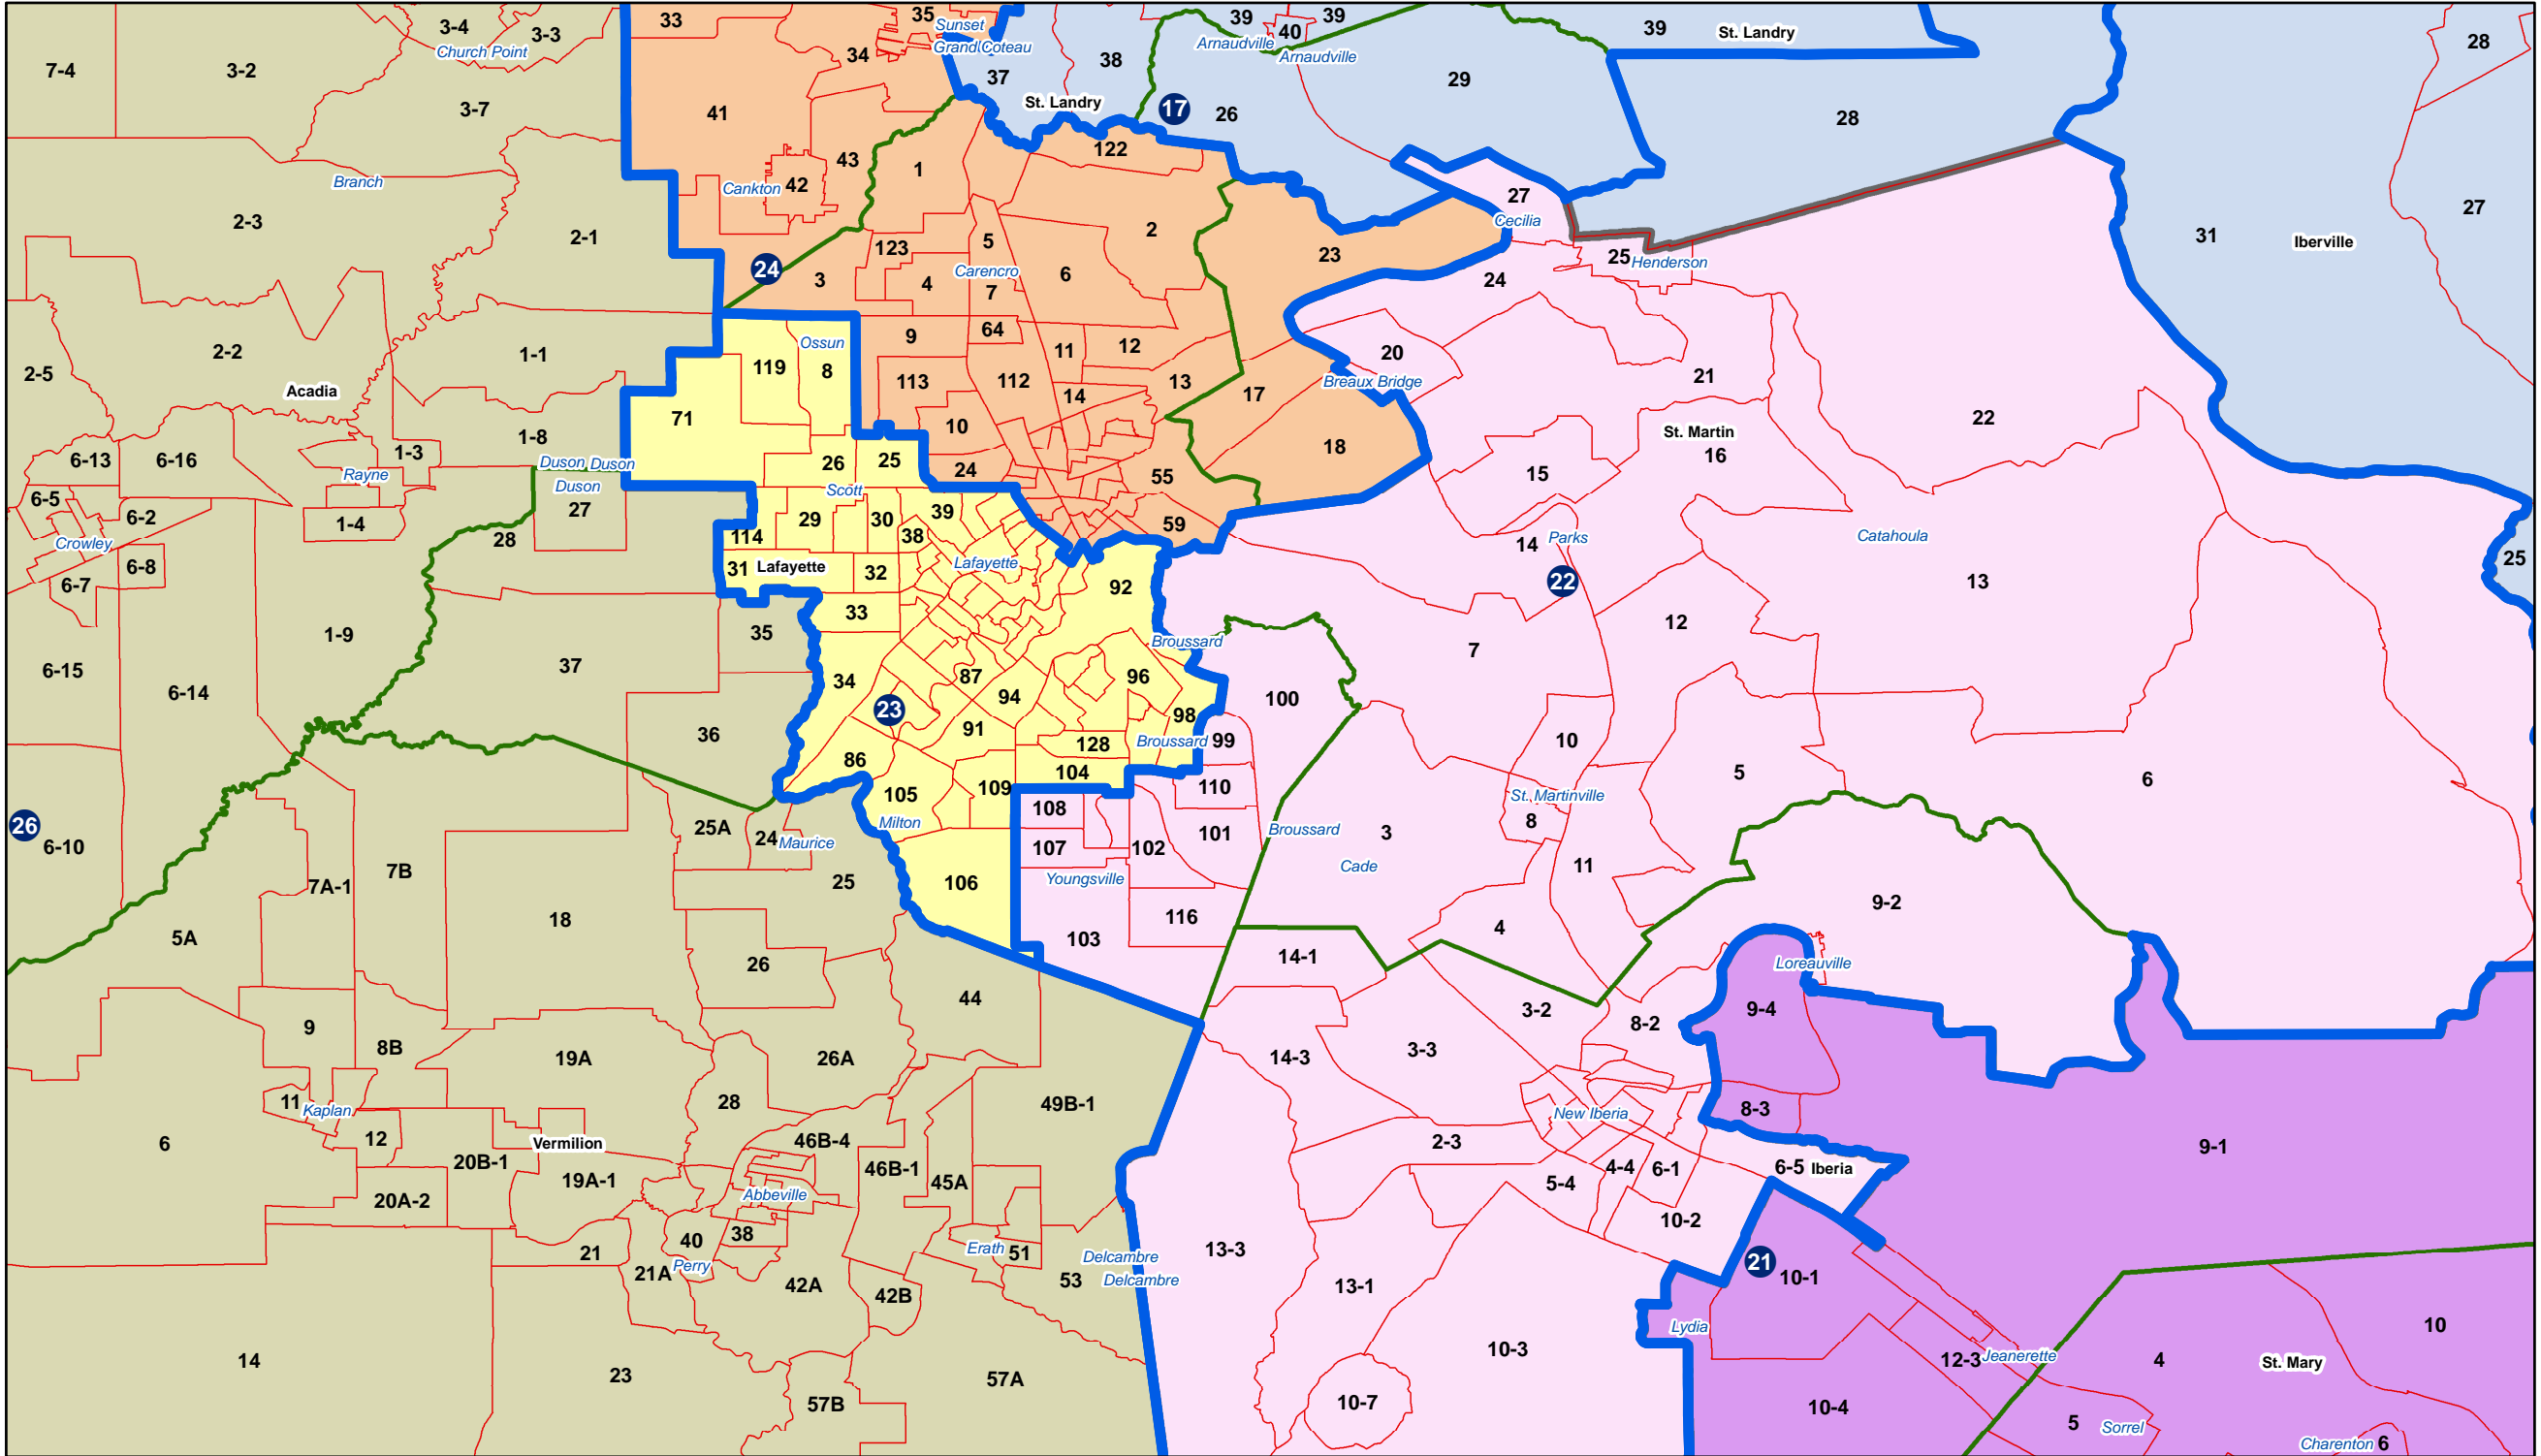 33
35
Sunset
39
39
3-4
3-3
40
39
St. Landry
28
Church Point
34
Grand Coteau
38
Arnaudville
Arnaudville
7-4
3-2
37
29
3-7
41
St. Landry
17
26
28
43
122
Branch
Cankton
42
1
27
27
2-3
2-1
123
5
2
Cecilia
31
Iberville
24
3
4
Carencro
7
6
23
25
Henderson
24
2-5
2-2
1-1
119
Ossun
8
9
64
11
12
20
Acadia
113
112
14
13
17
Breaux Bridge
21
71
10
22
6-13
6-16
1-8
1-3
26
25
24
18
St. Martin
16
Rayne
Duson
Duson
Duson
Scott
55
15
6-5
6-2
1-4
27
29
30
39
59
Crowley
28
114
38
14
Parks
Catahoula
6-8
31
Lafayette
32
Lafayette
92
22
13
25
6-7
1-9
35
33
12
Broussard
6-15
6-14
37
34
87
96
7
36
23
94
98
100
91
128
Broussard
99
10
86
104
5
6
105
109
110
26
108
St. Martinville
25A
24
Maurice
Milton
101
Broussard
3
8
6-10
107
102
Cade
11
7A-1
7B
25
106
Youngsville
9-2
5A
18
116
4
103
26
14-1
Loreauville
44
3-2
9-4
9
8-2
8B
19A
26A
14-3
3-3
11
Kaplan
28
49B-1
New Iberia
8-3
6
12
Vermilion
46B-4
2-3
9-1
20B-1
46B-1
4-4
6-1
6-5
Iberia
20A-2
19A-1
Abbeville
45A
5-4
40
38
10-2
21
Perry
Erath
51
Delcambre
13-3
21
21A
42A
42B
53
Delcambre
13-1
10-1
Lydia
10
14
23
57A
10-3
12-3
Jeanerette
4
St. Mary
57B
10-7
10-4
5
Sorrel
Charenton
6